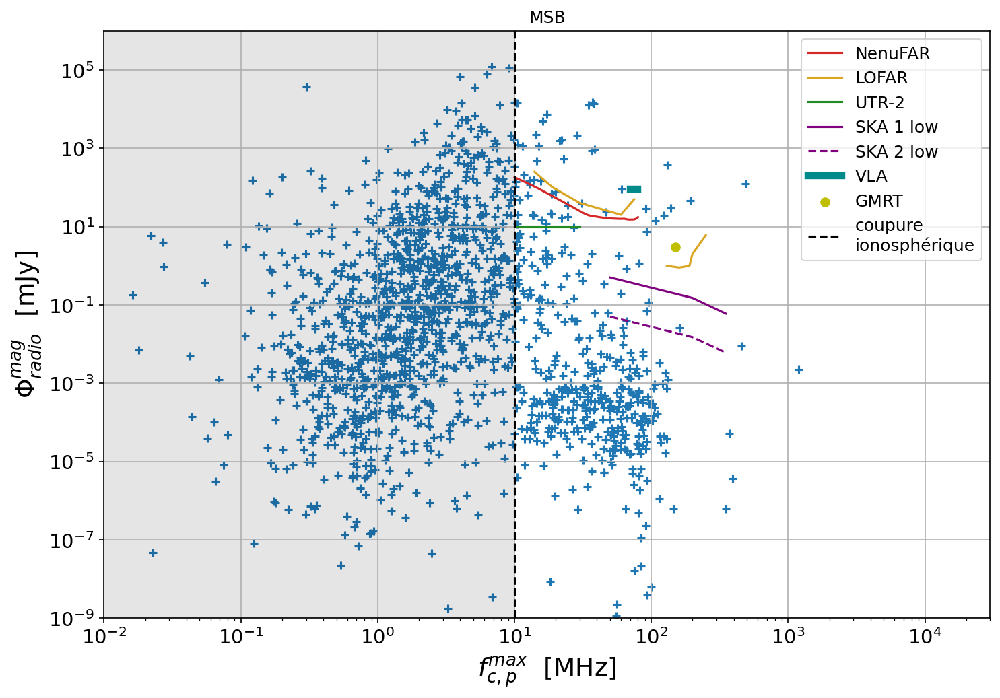 MSB
NenuFAR
LOFAR
UTR-2
SKA 1 low
SKA 2 low
VLA
GMRT
coupure
ionosphérique
10^5
10^3
10^1
10^-1
10^-3
10^-5
10^-7
10^-9
Φ^mag_radio [mJy]
10^-2 10^-1 10^0 10^1 10^2 10^3 10^4
f^max_c,p [MHz]